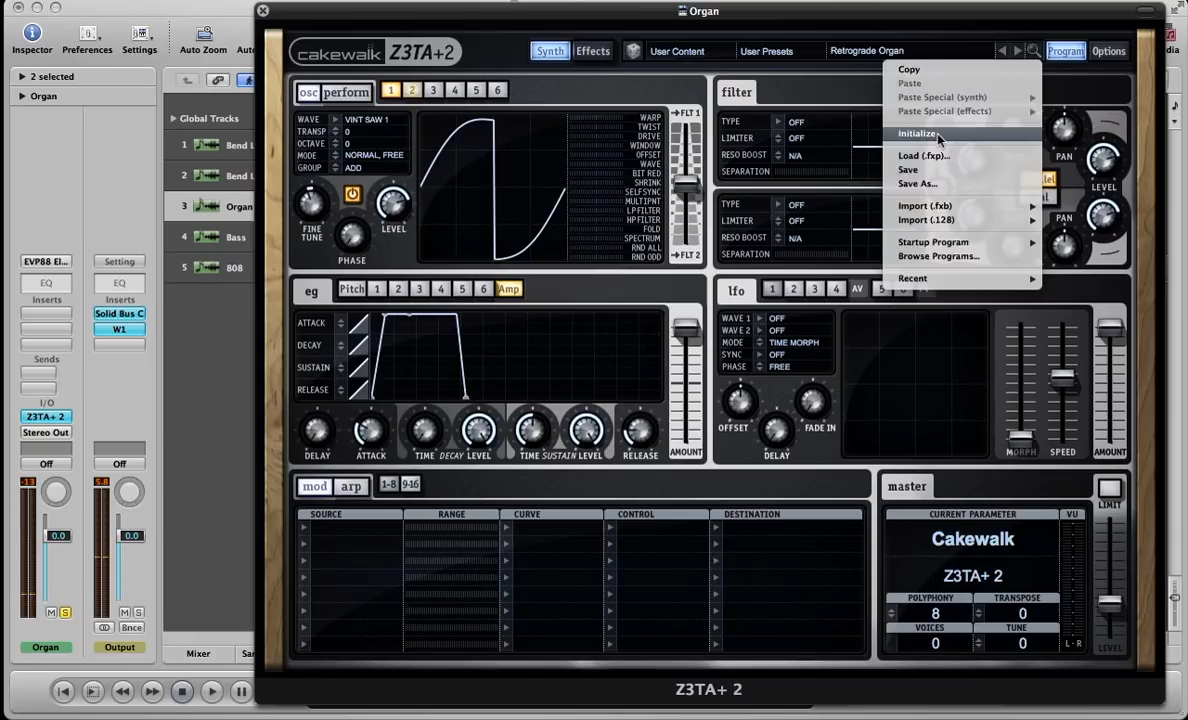 Organ
Inspector
Preferences
Settings
Auto Zoom
2 selected
Organ
Global Tracks
1 Bend L
2 Bend L
3 Organ
4 Bass
5 808
EVP88 El...
Setting
EQ
EQ
Inserts
Inserts
Solid Bus C
W1
Sends
I/O
Z3TA+ 2
Stereo Out
Off
Off
-13
5.8
0.0
0.0
M S
M S
Bnce
Organ
Output
Mixer
cakewalk Z3TA+2
Synth
Effects
User Content
User Presets
Retrograde Organ
Program
Options
Copy
Paste
Paste Special (synth)
Paste Special (effects)
Initialize
Load (.fxp)...
Save
Save As...
Import (.fxb)
Import (.128)
Startup Program
Browse Programs...
Recent
osc perform 1 2 3 4 5 6
WAVE VINT SAW 1
TRANSP 0
OCTAVE 0
MODE NORMAL, FREE
GROUP ADD
FINE TUNE
PHASE
LEVEL
WARP
TWIST
DRIVE
WINDOW
OFFSET
WAVE
BIT RED
SHRINK
SELFSYNC
MULTIPNT
LP FILTER
HP FILTER
FOLD
SPECTRUM
RND ALL
RND ODD
FLT 1
FLT 2
filter
TYPE OFF
LIMITER OFF
RESO BOOST N/A
SEPARATION
TYPE OFF
LIMITER OFF
RESO BOOST N/A
SEPARATION
PAN
LEVEL
PAN
eg Pitch 1 2 3 4 5 6 Amp
ATTACK
DECAY
SUSTAIN
RELEASE
DELAY
ATTACK
TIME DECAY LEVEL
TIME SUSTAIN LEVEL
RELEASE
AMOUNT
lfo 1 2 3 4 AV 5
WAVE 1 OFF
WAVE 2 OFF
MODE TIME MORPH
SYNC OFF
PHASE FREE
OFFSET
DELAY
FADE IN
MORPH
SPEED
AMOUNT
mod arp 1-8 9-16
SOURCE RANGE CURVE CONTROL DESTINATION
master
LIMIT
CURRENT PARAMETER
VU
Cakewalk
Z3TA+ 2
POLYPHONY
TRANSPOSE
8
0
VOICES
TUNE
0
0
L - R
LEVEL
Z3TA+ 2